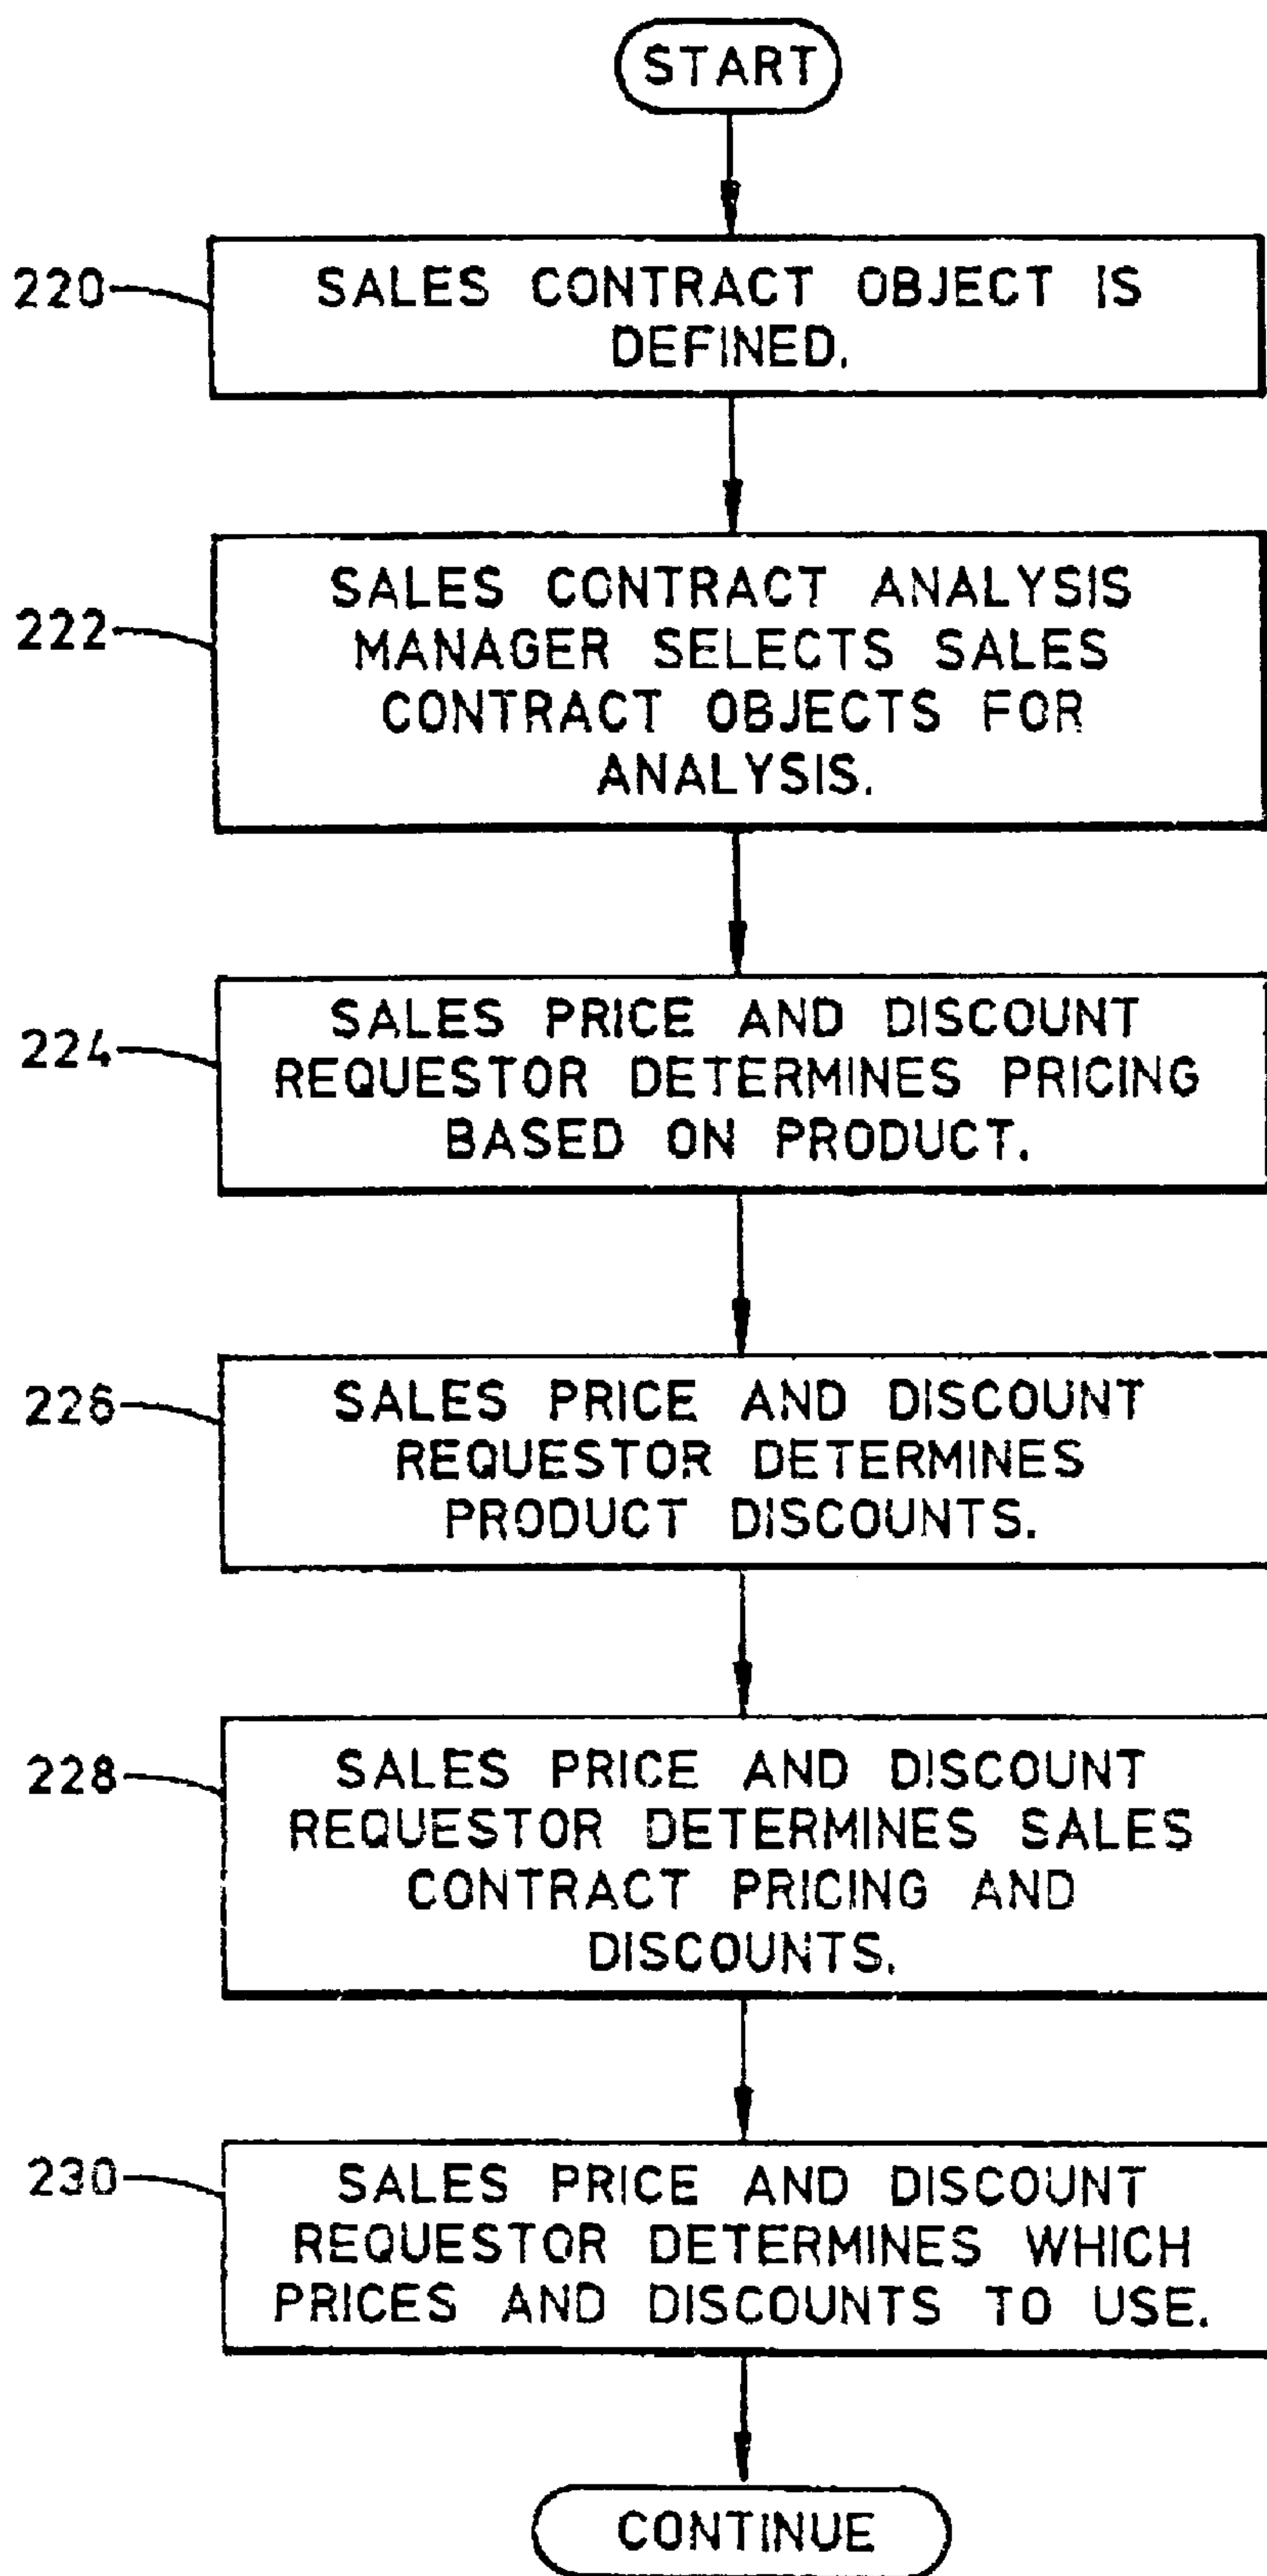 START
220
SALES CONTRACT OBJECT IS
DEFINED.
222
SALES CONTRACT ANALYSIS
MANAGER SELECTS SALES
CONTRACT OBJECTS FOR
ANALYSIS.
224
SALES PRICE AND DISCOUNT
REQUESTOR DETERMINES PRICING
BASED ON PRODUCT.
226
SALES PRICE AND DISCOUNT
REQUESTOR DETERMINES
PRODUCT DISCOUNTS.
228
SALES PRICE AND DISCOUNT
REQUESTOR DETERMINES SALES
CONTRACT PRICING AND
DISCOUNTS.
230
SALES PRICE AND DISCOUNT
REQUESTOR DETERMINES WHICH
PRICES AND DISCOUNTS TO USE.
CONTINUE